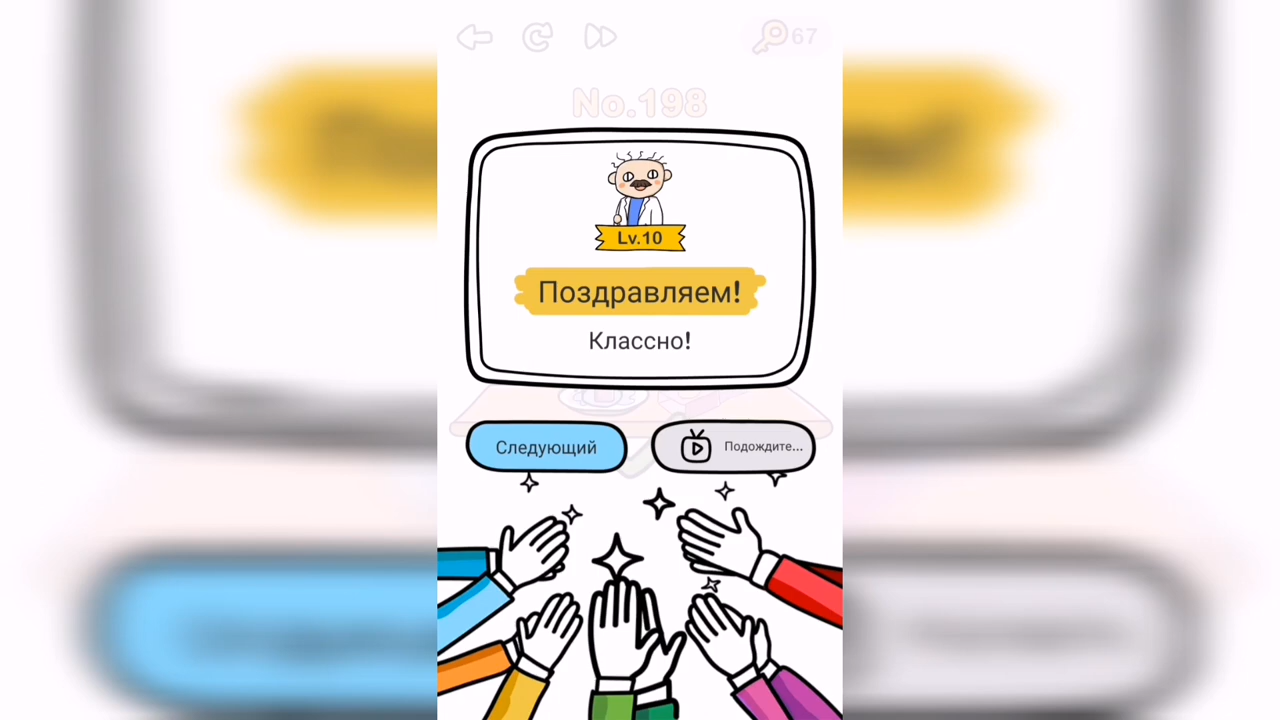 67
No.198
Lv.10
Поздравляем!
Классно!
Следующий
Подождите...